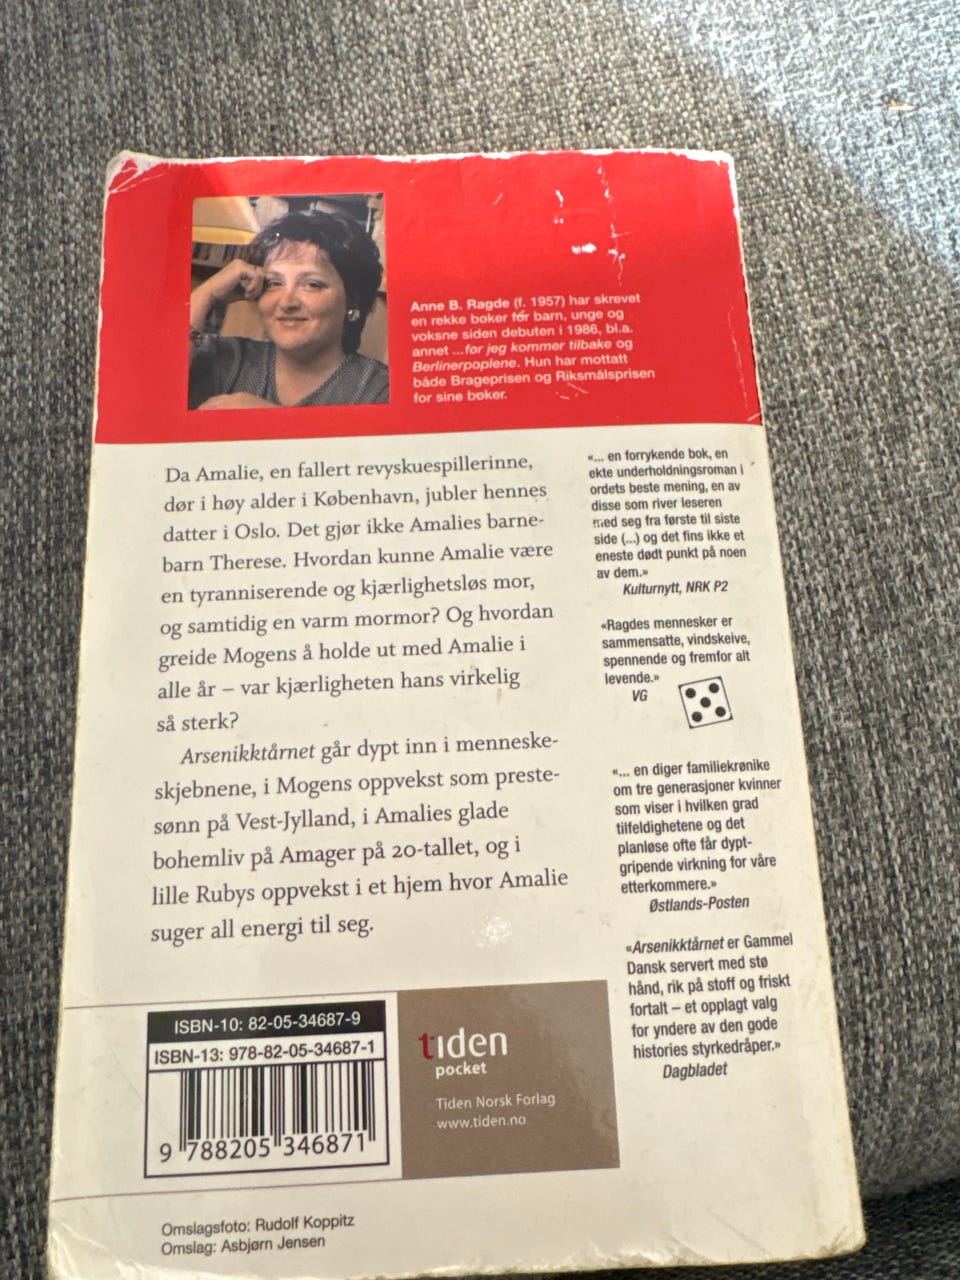 Anne B. Ragde (f. 1957) har skrevet
en rekke bøker før barn, unge og
voksne siden debuten i 1986, bl.a.
annet ...før jeg kommer tilbake og
Berlinerpoplene. Hun har mottatt
både Brageprisen og Riksmålsprisen
for sine bøker.
Da Amalie, en fallert revyskuespillerinne,
dør i høy alder i København, jubler hennes
datter i Oslo. Det gjør ikke Amalies barne-
barn Therese. Hvordan kunne Amalie være
en tyranniserende og kjærlighetsløs mor,
og samtidig en varm mormor? Og hvordan
greide Mogens å holde ut med Amalie i
alle år – var kjærligheten hans virkelig
så sterk?
Arsenikktårnet går dypt inn i menneske-
skjebnene, i Mogens oppvekst som preste-
sønn på Vest-Jylland, i Amalies glade
bohemliv på Amager på 20-tallet, og i
lille Rubys oppvekst i et hjem hvor Amalie
suger all energi til seg.
«... en forrykende bok, en
ekte underholdningsroman i
ordets beste mening, en av
disse som river leseren
med seg fra første til siste
side (...) og det fins ikke et
eneste dødt punkt på noen
av dem.»
Kulturnytt, NRK P2
«Ragdes mennesker er
sammensatte, vindskeive,
spennende og fremfor alt
levende.»
VG
«... en diger familiekrønike
om tre generasjoner kvinner
som viser i hvilken grad
tilfeldighetene og det
planløse ofte får dypt-
gripende virkning for våre
etterkommere.»
Østlands-Posten
«Arsenikktårnet er Gammel
Dansk servert med stø
hånd, rik på stoff og friskt
fortalt – et opplagt valg
for yndere av den gode
histories styrkedråper.»
Dagbladet
ISBN-10: 82-05-34687-9
ISBN-13: 978-82-05-34687-1
9 788205 346871
tiden
pocket
Tiden Norsk Forlag
www.tiden.no
Omslagsfoto: Rudolf Koppitz
Omslag: Asbjørn Jensen